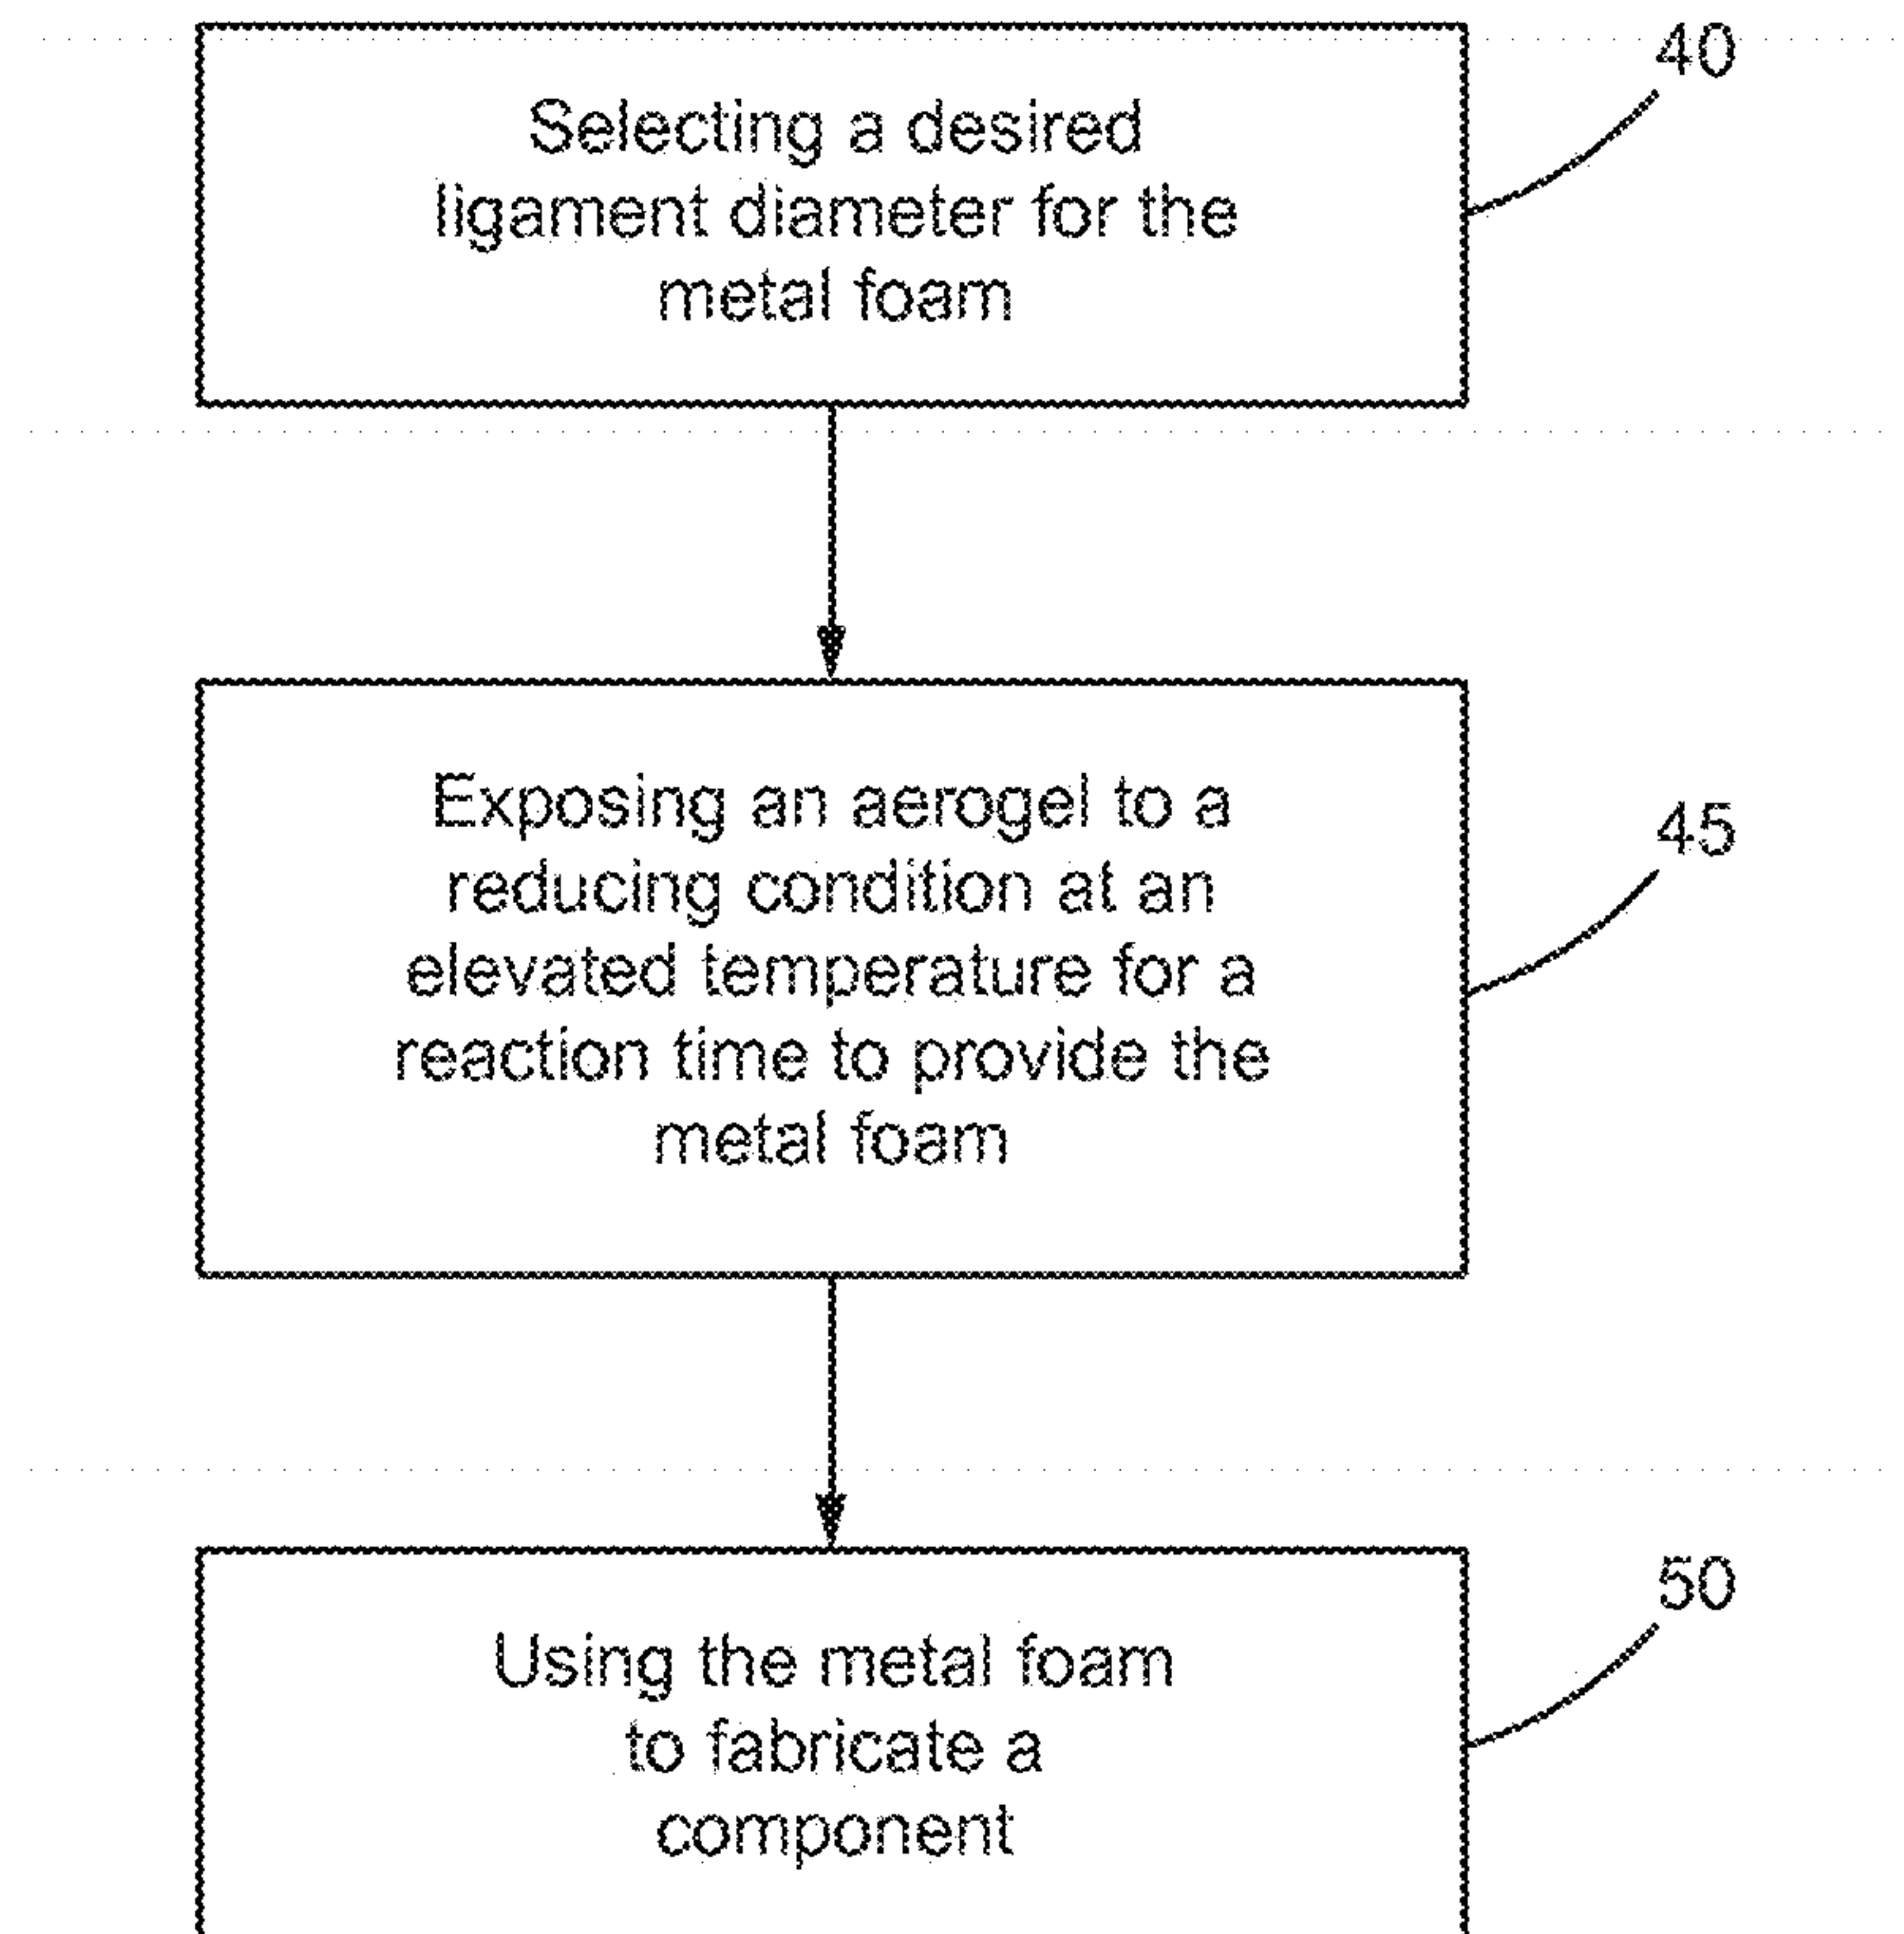 40
Selecting a desired
ligament diameter for the
metal foam
Exposing an aerogel to a
reducing condition at an
elevated temperature for a
reaction time to provide the
metal foam
45
50
Using the metal foam
to fabricate a
component